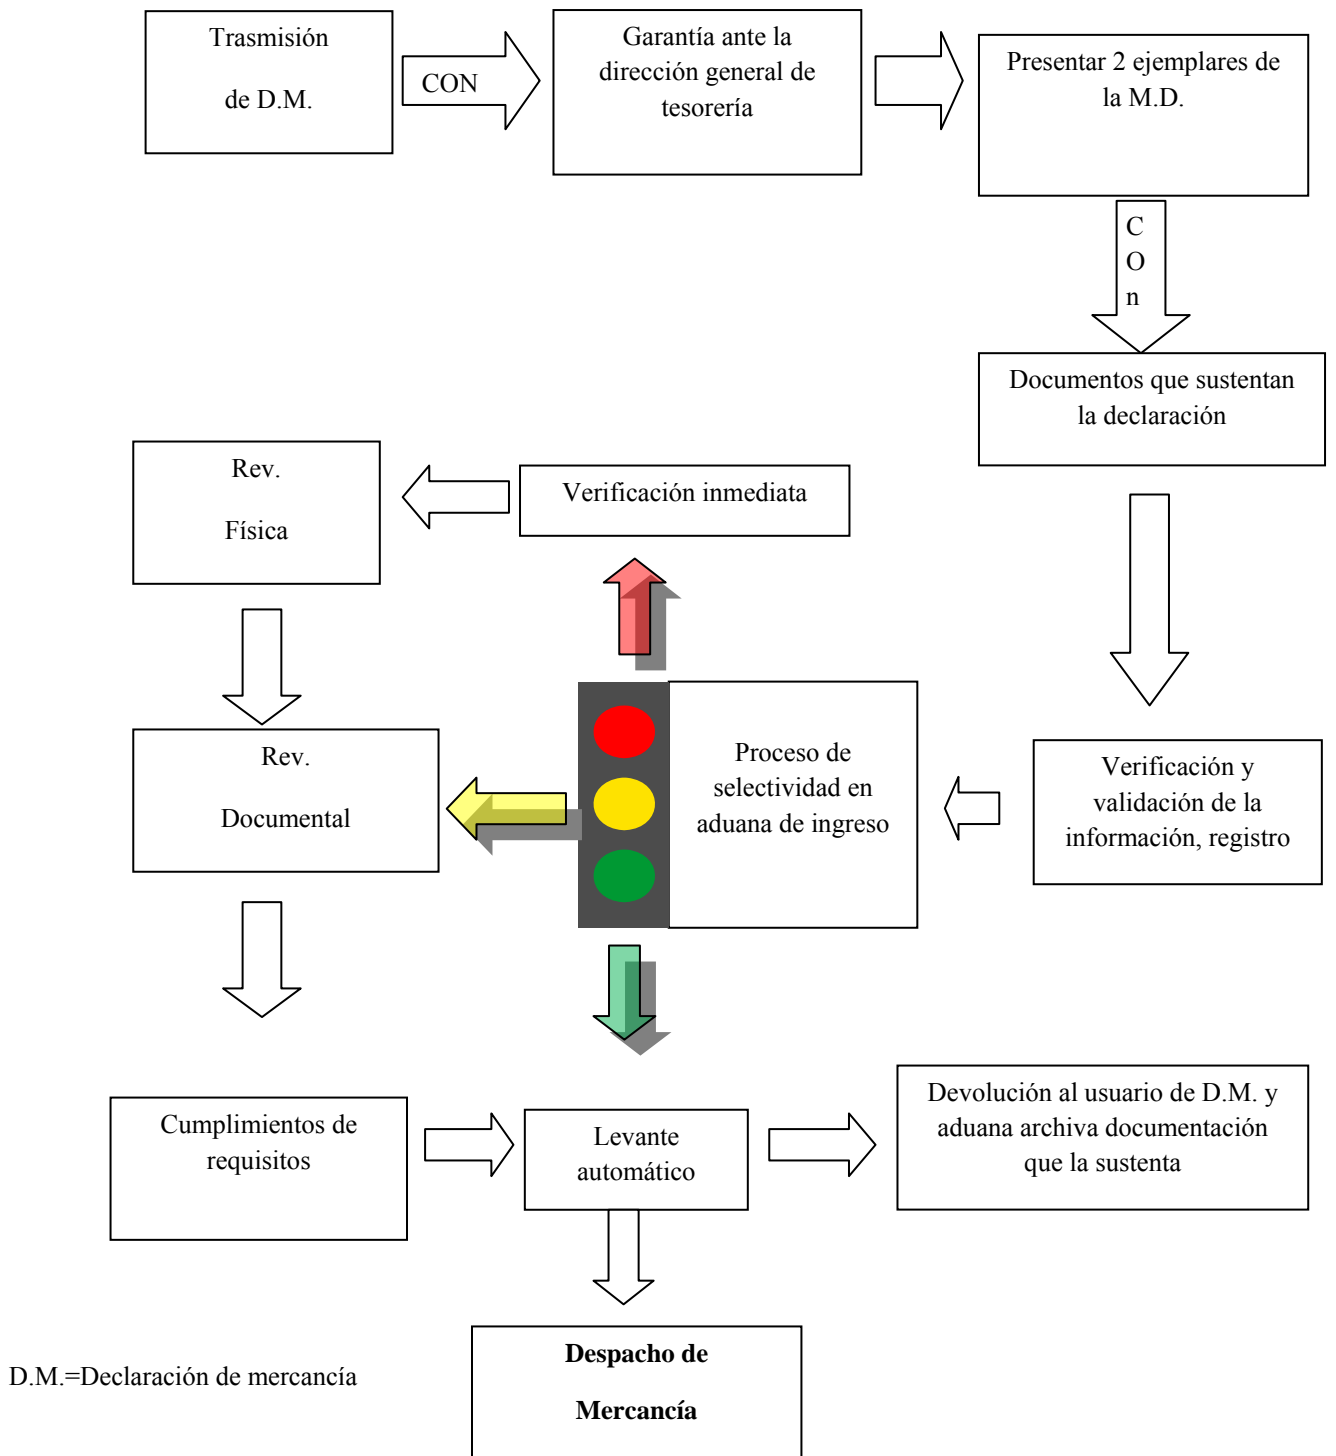 Trasmisión
de D.M.
CON
Garantía ante la
dirección general de
tesorería
Presentar 2 ejemplares de
la M.D.
C
O
n
Documentos que sustentan
la declaración
Rev.
Física
Verificación inmediata
Rev.
Documental
Proceso de
selectividad en
aduana de ingreso
Verificación y
validación de la
información, registro
Cumplimientos de
requisitos
Levante
automático
Devolución al usuario de D.M. y
aduana archiva documentación
que la sustenta
Despacho de
Mercancía
D.M.=Declaración de mercancía